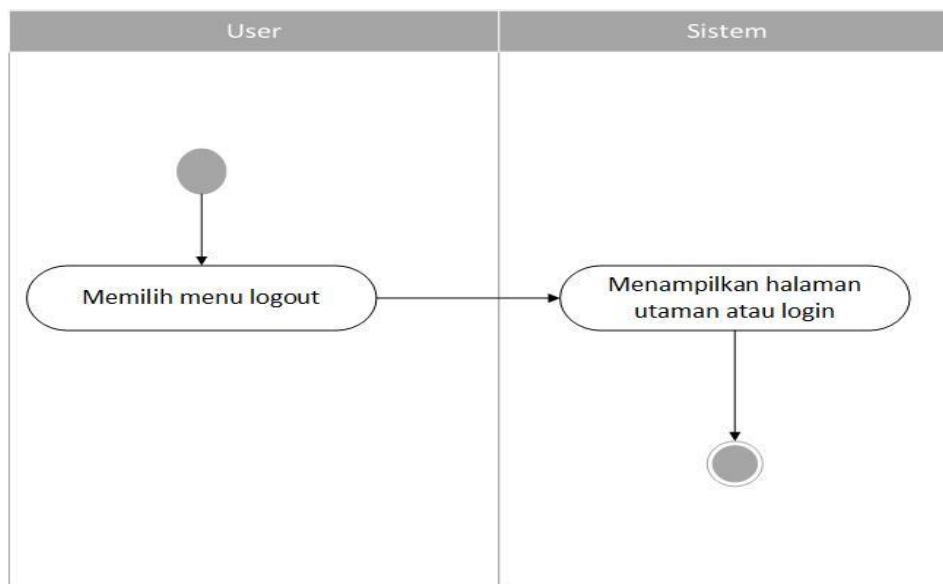 User
Sistem
Memilih menu logout
Menampilkan halaman
utaman atau login